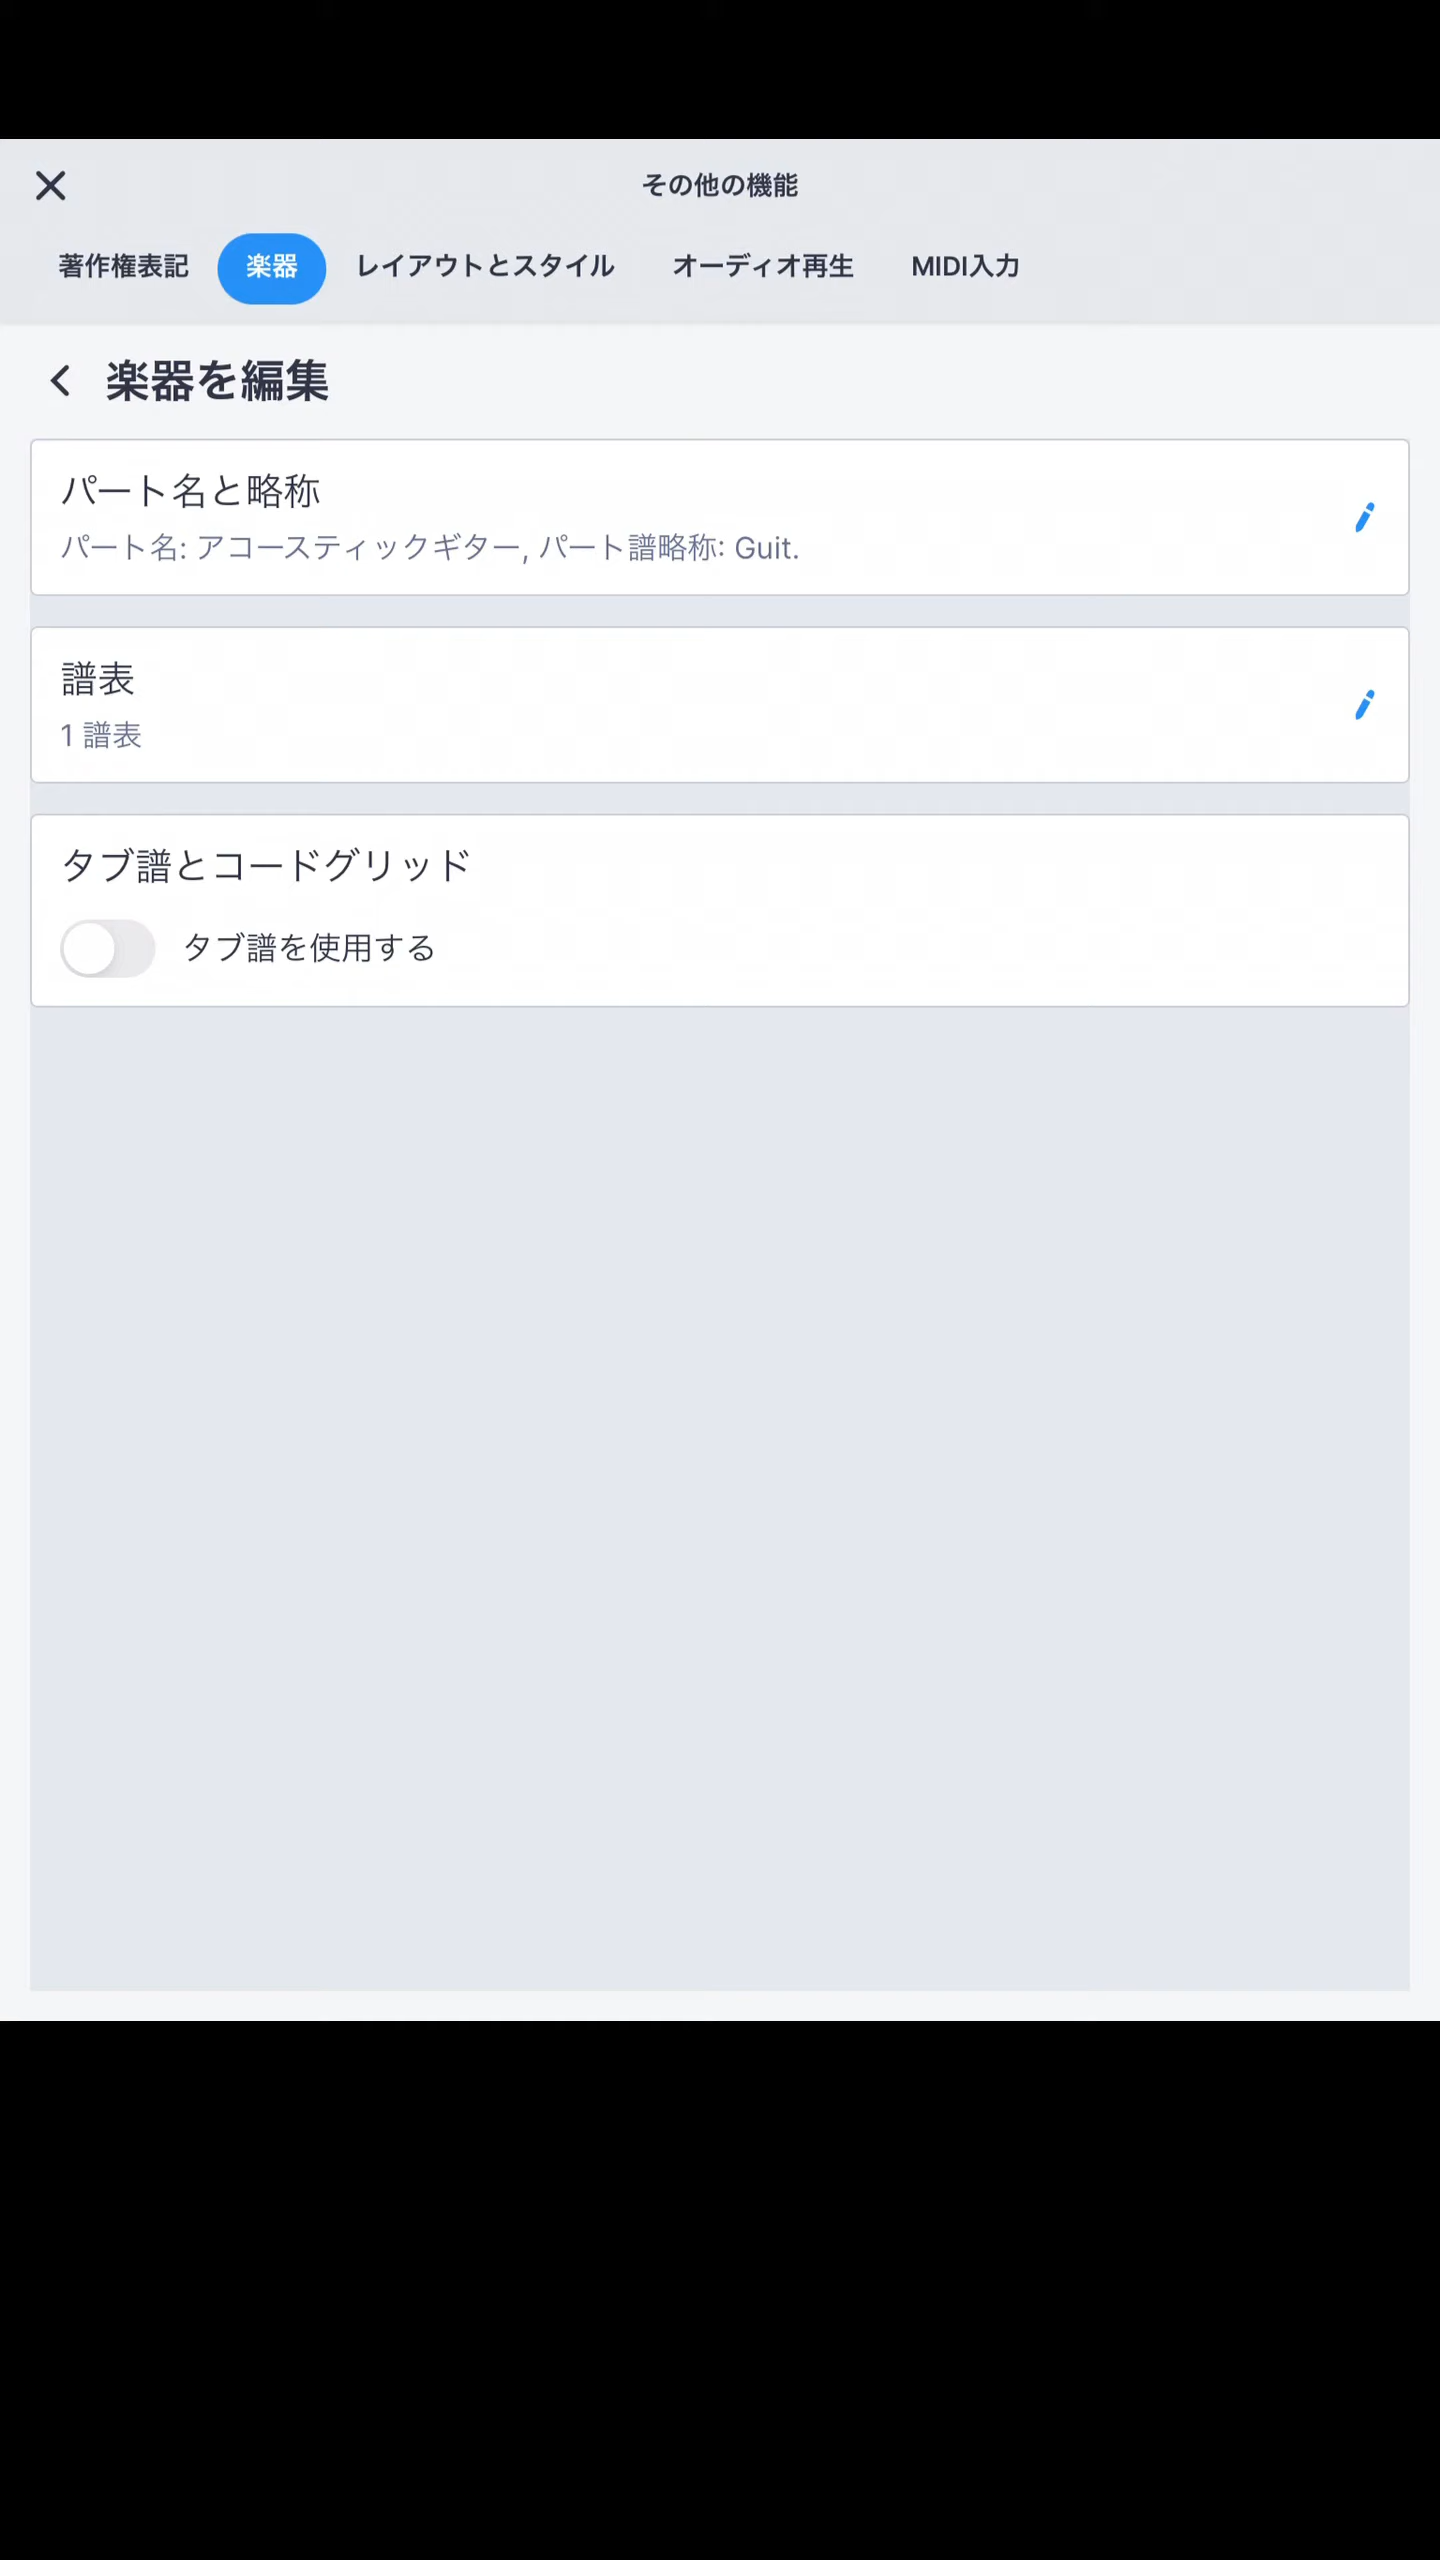 その他の機能
著作権表記 楽器 レイアウトとスタイル オーディオ再生 MIDI入力
楽器を編集
パート名と略称
パート名: アコースティックギター, パート譜略称: Guit.
譜表
1 譜表
タブ譜とコードグリッド
タブ譜を使用する